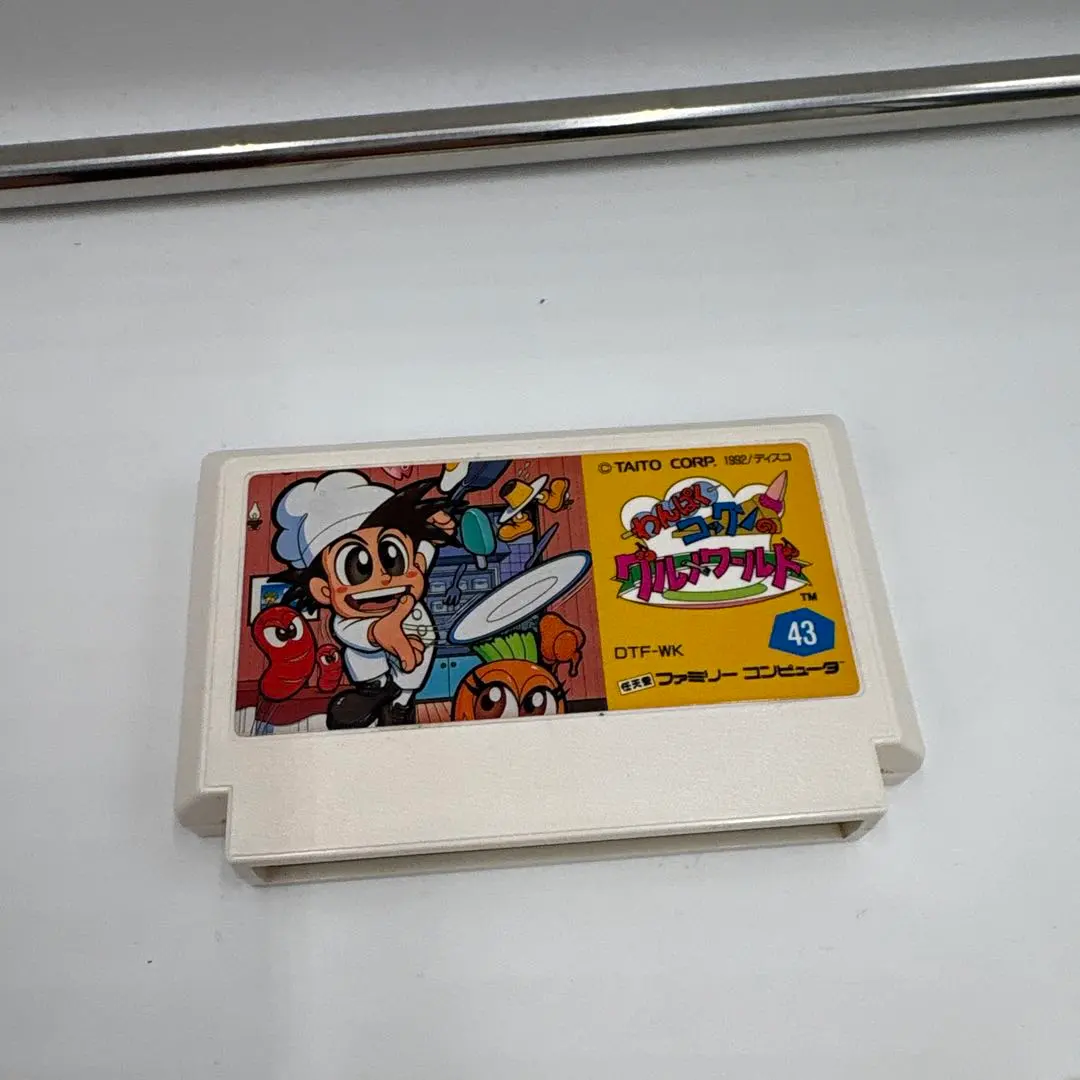 © TAITO CORP. 1992/ディスコ
わんぱく
コックンの
グルメワールド
TM
43
DTF-WK
任天堂 ファミリー コンピュータ